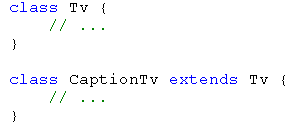 class Tv {
    // ...
}

class CaptionTv extends Tv {
    // ...
}